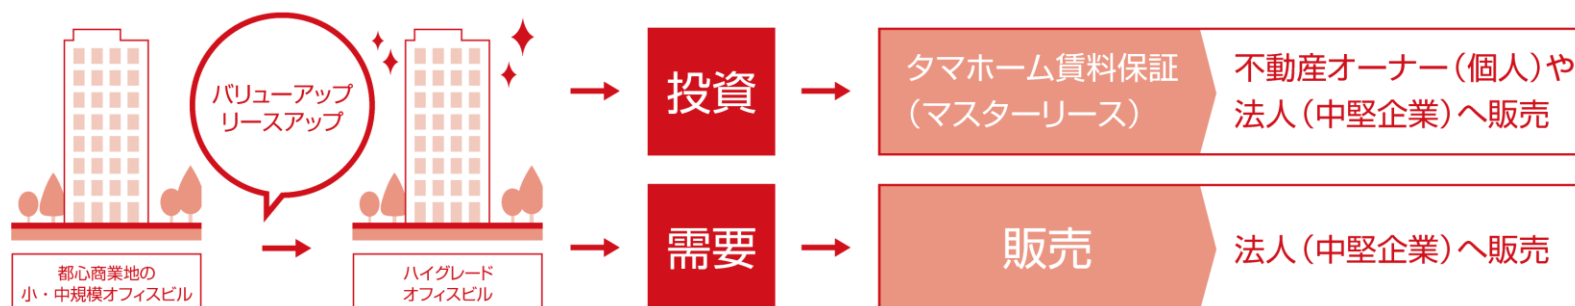 バリューアップ
リースアップ
都心商業地の
小・中規模オフィスビル
ハイグレード
オフィスビル
投資
タマホーム賃料保証
（マスターリース）
不動産オーナー（個人）や
法人（中堅企業）へ販売
需要
販売
法人（中堅企業）へ販売